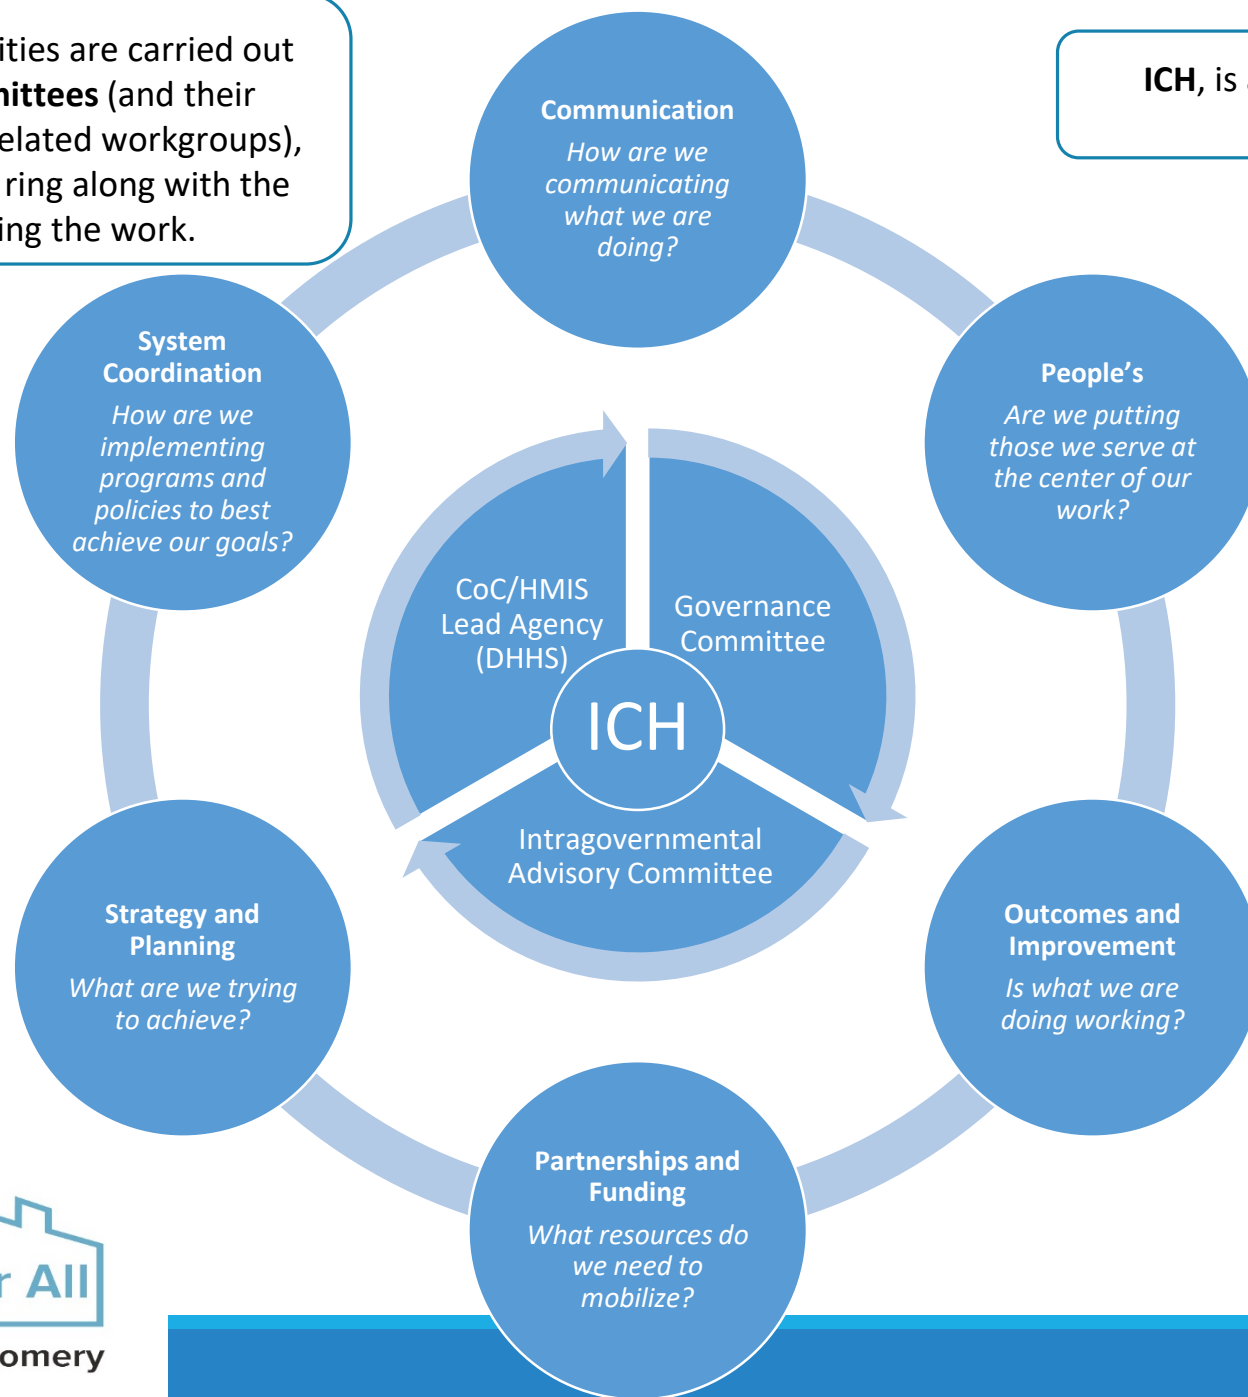 ities are carried out
mittees (and their
elated workgroups),
ring along with the
ing the work.
ICH, is
Communication
How are we
communicating
what we are
doing?
System
Coordination
How are we
implementing
programs and
policies to best
achieve our goals?
People's
Are we putting
those we serve at
the center of our
work?
CoC/HMIS
Lead Agency
(DHHS)
Governance
Committee
ICH
Intragovernmental
Advisory Committee
Strategy and
Planning
What are we trying
to achieve?
Outcomes and
Improvement
Is what we are
doing working?
Partnerships and
Funding
What resources do
we need to
mobilize?
r All
omery